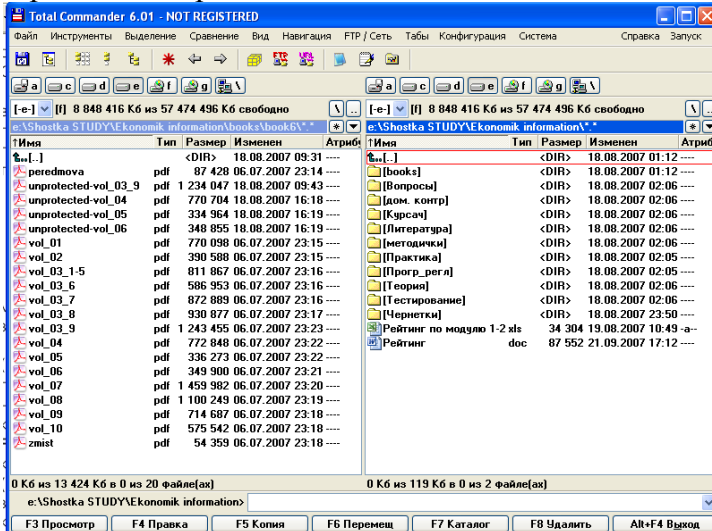 Total Commander 6.01 - NOT REGISTERED
Файл Инструменты Выделение Сравнение Вид Навигация FTP / Сеть Табы Конфигурация Система Справка Запуск
a c d e f g \ a c d e f g \
[-e-] [f] 8 848 416 Кб из 57 474 496 Кб свободно \ .. [-e-] [f] 8 848 416 Кб из 57 474 496 Кб свободно \ ..
e:\Shostka STUDY\Ekonomik information\books\book6\*.* * e:\Shostka STUDY\Ekonomik information\*.* *
↑Имя Тип Размер Изменен Атрибу ↑Имя Тип Размер Изменен Атриб
[..] <DIR> 18.08.2007 09:31 ---- [..] <DIR> 18.08.2007 01:12 ----
peredmova pdf 87 428 06.07.2007 23:14 ---- [books] <DIR> 18.08.2007 01:12 ----
unprotected-vol_03_9 pdf 1 234 047 18.08.2007 09:43 ---- [Вопросы] <DIR> 18.08.2007 02:06 ----
unprotected-vol_04 pdf 770 704 18.08.2007 16:18 ---- [дом. контр] <DIR> 18.08.2007 02:06 ----
unprotected-vol_05 pdf 334 964 18.08.2007 16:19 ---- [Курсач] <DIR> 18.08.2007 02:06 ----
unprotected-vol_06 pdf 348 855 18.08.2007 16:19 ---- [Литература] <DIR> 18.08.2007 02:06 ----
vol_01 pdf 770 098 06.07.2007 23:15 ---- [методички] <DIR> 18.08.2007 02:06 ----
vol_02 pdf 390 588 06.07.2007 23:15 ---- [Практика] <DIR> 18.08.2007 02:05 ----
vol_03_1-5 pdf 811 867 06.07.2007 23:16 ---- [Прогр_регл] <DIR> 18.08.2007 02:05 ----
vol_03_6 pdf 586 953 06.07.2007 23:16 ---- [Теория] <DIR> 18.08.2007 02:06 ----
vol_03_7 pdf 872 889 06.07.2007 23:16 ---- [Тестирование] <DIR> 18.08.2007 02:06 ----
vol_03_8 pdf 930 877 06.07.2007 23:17 ---- [Чернетки] <DIR> 18.08.2007 23:50 ----
vol_03_9 pdf 1 243 455 06.07.2007 23:23 ---- Рейтинг по модулю 1-2 xls 34 304 19.08.2007 10:49 -a--
vol_04 pdf 772 848 06.07.2007 23:22 ---- Рейтинг doc 87 552 21.09.2007 17:12 ----
vol_05 pdf 336 273 06.07.2007 23:22 ----
vol_06 pdf 349 900 06.07.2007 23:21 ----
vol_07 pdf 1 459 982 06.07.2007 23:20 ----
vol_08 pdf 1 100 249 06.07.2007 23:19 ----
vol_09 pdf 714 687 06.07.2007 23:18 ----
vol_10 pdf 575 542 06.07.2007 23:18 ----
zmist pdf 54 359 06.07.2007 23:18 ----
0 Кб из 13 424 Кб в 0 из 20 файле(ах) 0 Кб из 119 Кб в 0 из 2 файле(ах)
e:\Shostka STUDY\Ekonomik information>
F3 Просмотр F4 Правка F5 Копия F6 Перемещ F7 Каталог F8 Удалить Alt+F4 Выход